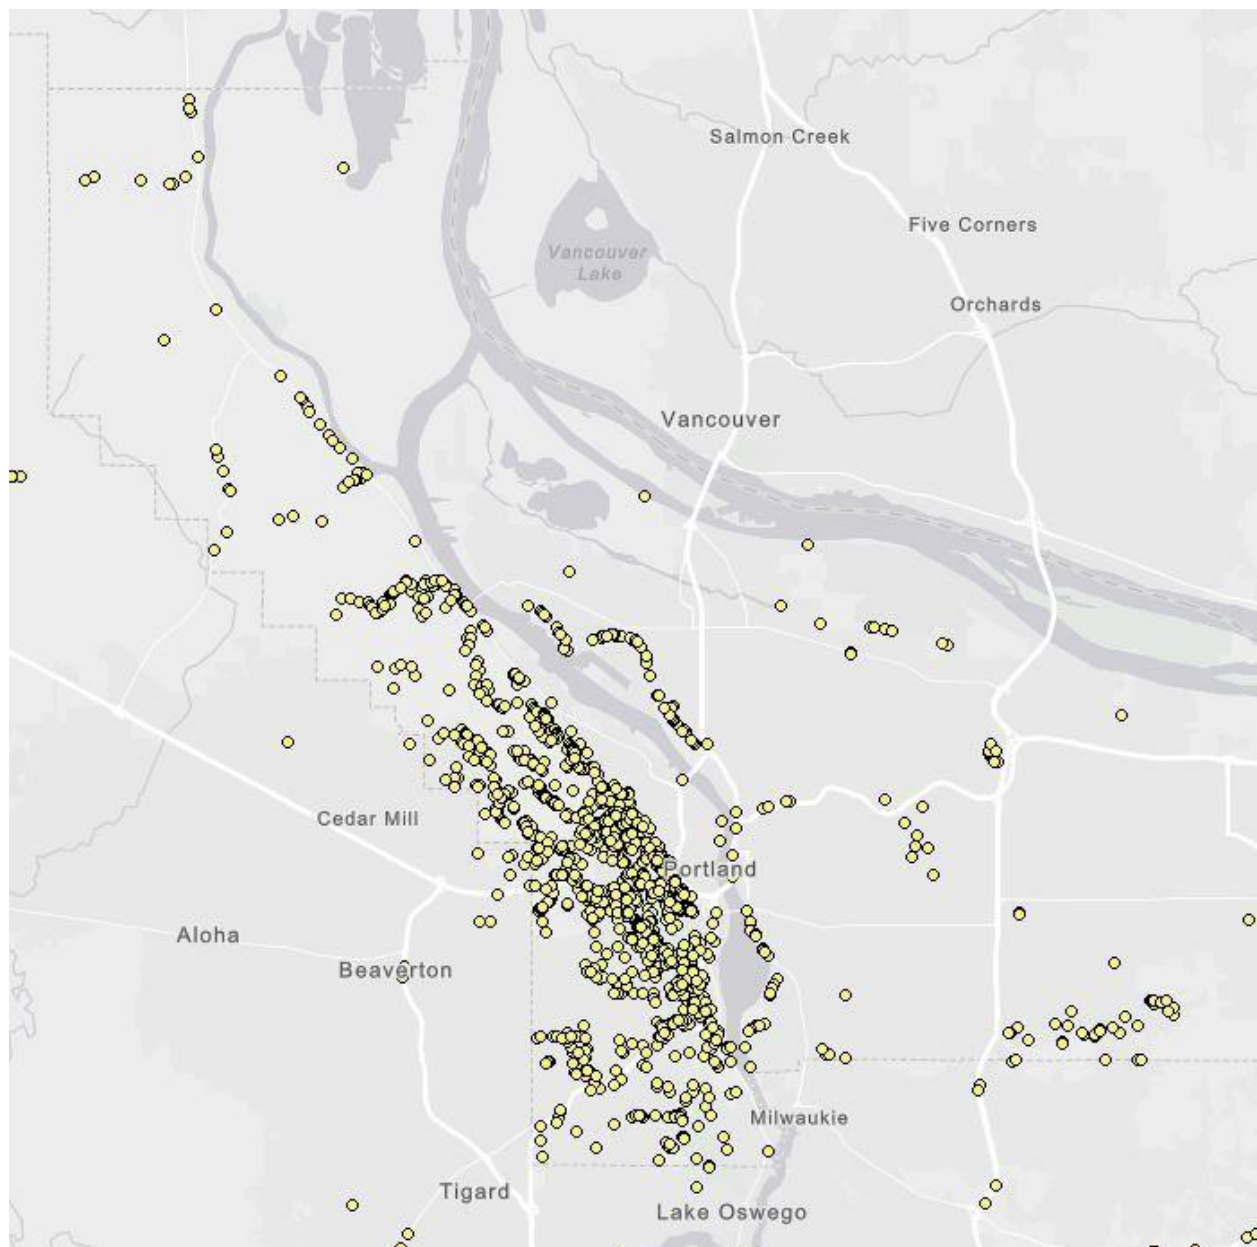 Salmon Creek
Five Corners
Vancouver
Lake
Orchards
Vancouver
Cedar Mill
Portland
Aloha
Beaverton
Milwaukie
Tigard
Lake Oswego